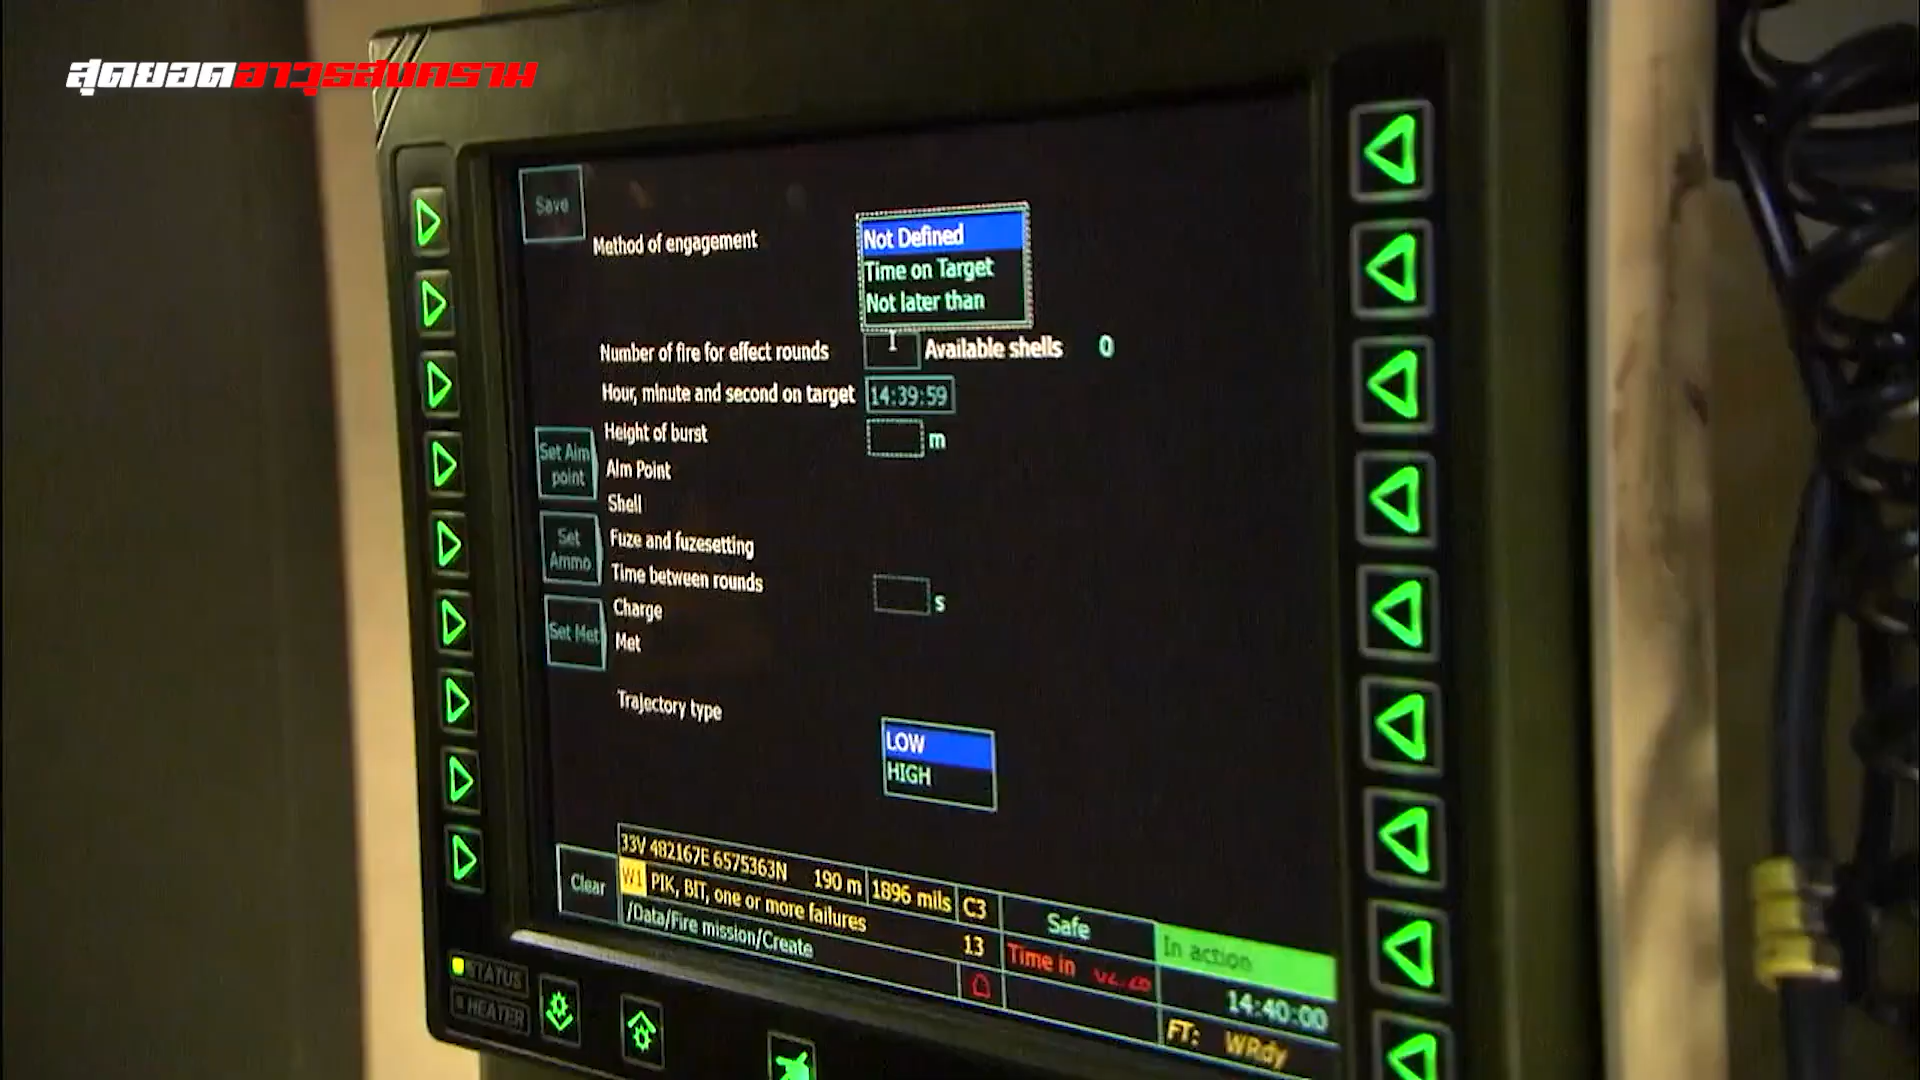 สุดยอดอาวุธสงคราม
Save
Method of engagement
Not Defined
Time on Target
Not later than
Number of fire for effect rounds
Available shells 0
Hour, minute and second on target 14:39:59
Height of burst m
Set Aim point
Aim Point
Shell
Set Ammo
Fuze and fuzesetting
Time between rounds s
Charge
Set Met
Met
Trajectory type
LOW
HIGH
Clear
33V 482167E 6575363N 190 m 1896 mils C3
W1 PIK, BIT, one or more failures 13
/Data/Fire mission/Create
Safe
In action
Time in
14:40:00
FT: WRdy
STATUS
HEATER